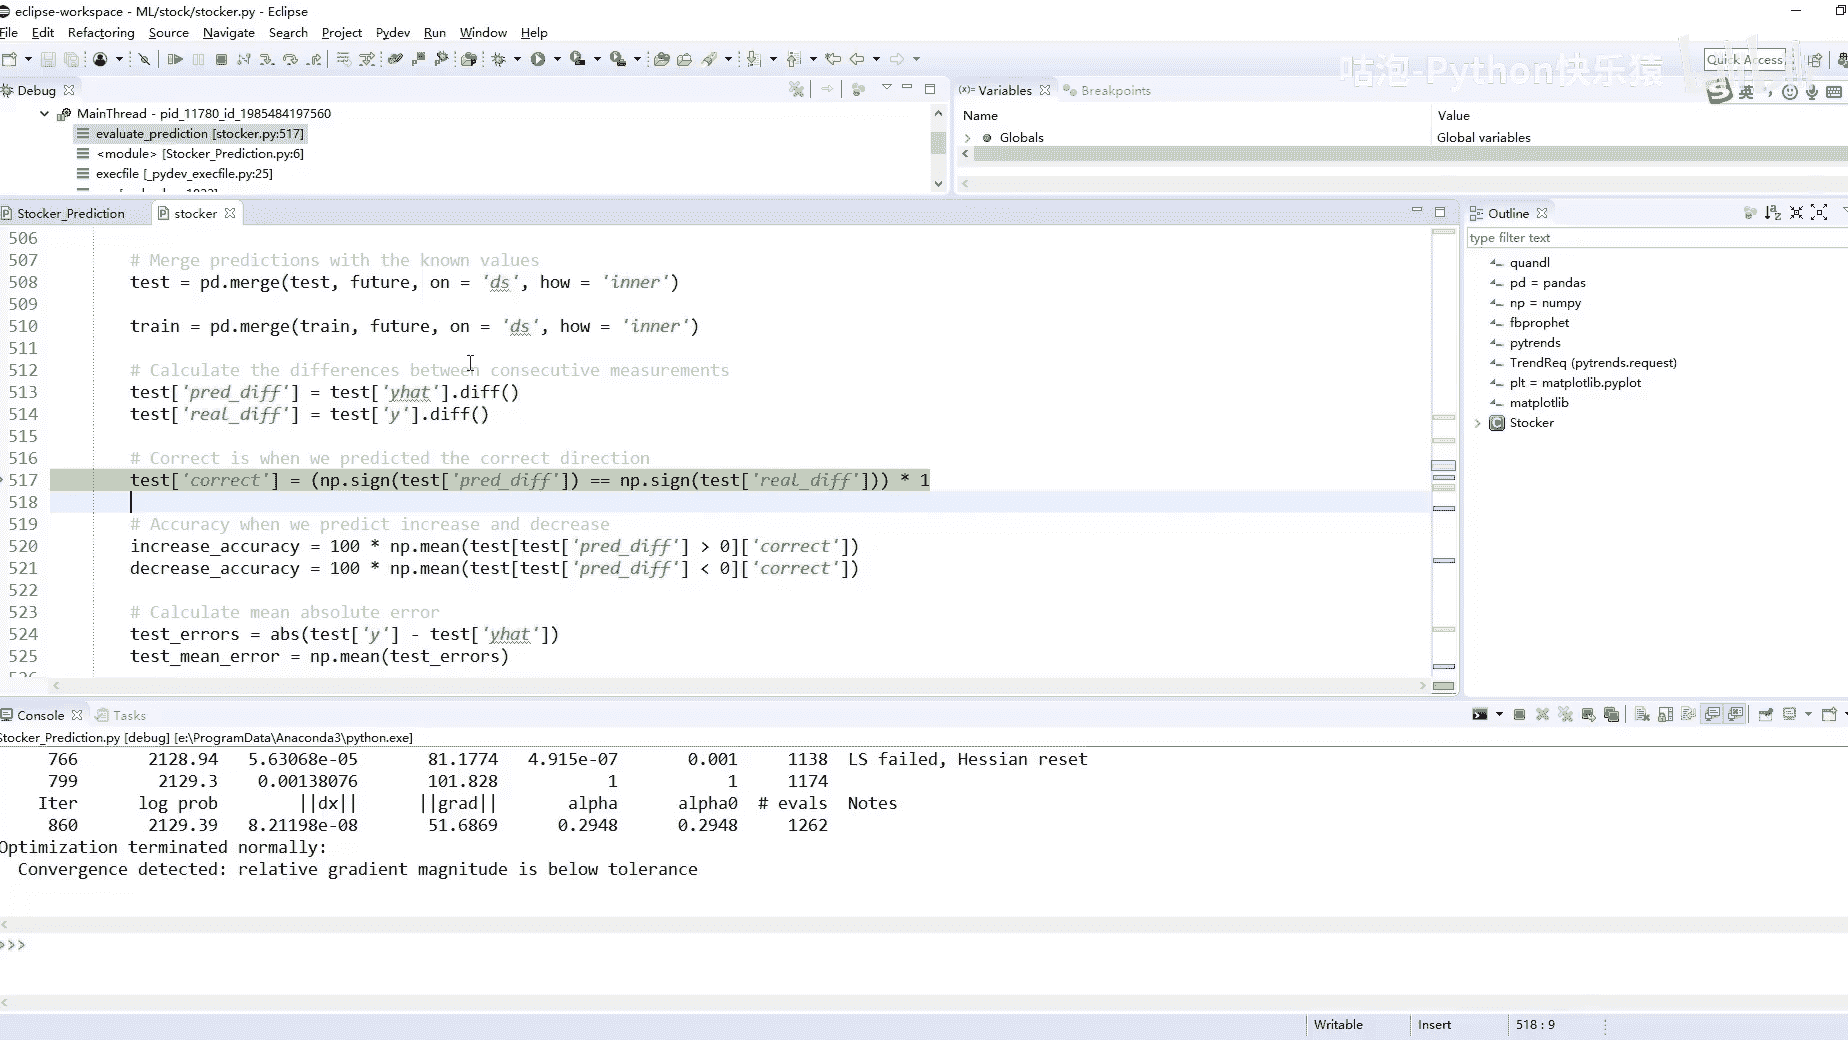 eclipse-workspace - ML/stock/stocker.py - Eclipse
File Edit Refactoring Source Navigate Search Project Pydev Run Window Help
Quick Access
咕泡-Python快乐猿
英
Debug
MainThread - pid_11780_id_1985484197560
evaluate_prediction [stocker.py:517]
<module> [Stocker_Prediction.py:6]
execfile [_pydev_execfile.py:25]
(x)= Variables Breakpoints
Name Value
Globals Global variables
Stocker_Prediction stocker
506
507 # Merge predictions with the known values
508 test = pd.merge(test, future, on = 'ds', how = 'inner')
509
510 train = pd.merge(train, future, on = 'ds', how = 'inner')
511
512 # Calculate the differences between consecutive measurements
513 test['pred_diff'] = test['yhat'].diff()
514 test['real_diff'] = test['y'].diff()
515
516 # Correct is when we predicted the correct direction
517 test['correct'] = (np.sign(test['pred_diff']) == np.sign(test['real_diff'])) * 1
518
519 # Accuracy when we predict increase and decrease
520 increase_accuracy = 100 * np.mean(test[test['pred_diff'] > 0]['correct'])
521 decrease_accuracy = 100 * np.mean(test[test['pred_diff'] < 0]['correct'])
522
523 # Calculate mean absolute error
524 test_errors = abs(test['y'] - test['yhat'])
525 test_mean_error = np.mean(test_errors)
Outline
type filter text
quandl
pd = pandas
np = numpy
fbprophet
pytrends
TrendReq (pytrends.request)
plt = matplotlib.pyplot
matplotlib
Stocker
Console Tasks
Stocker_Prediction.py [debug] [e:\ProgramData\Anaconda3\python.exe]
766 2128.94 5.63068e-05 81.1774 4.915e-07 0.001 1138 LS failed, Hessian reset
799 2129.3 0.00138076 101.828 1 1 1174
Iter log prob ||dx|| ||grad|| alpha alpha0 # evals Notes
860 2129.39 8.21198e-08 51.6869 0.2948 0.2948 1262
Optimization terminated normally:
Convergence detected: relative gradient magnitude is below tolerance
>>>
Writable Insert 518 : 9